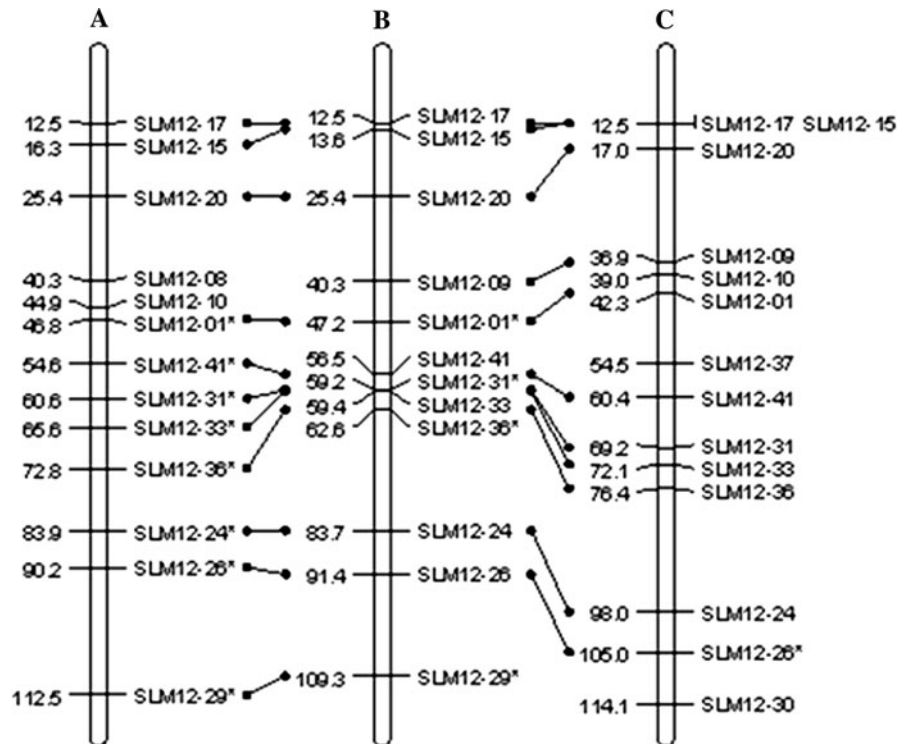 A
12.5 SLM12-17
16.3 SLM12-15
25.4 SLM12-20
40.3 SLM12-08
44.9 SLM12-10
46.8 SLM12-01*
54.6 SLM12-41*
60.6 SLM12-31*
65.6 SLM12-33*
72.8 SLM12-36*
83.9 SLM12-24*
90.2 SLM12-26*
112.5 SLM12-29*
B
12.5 SLM12-17
13.6 SLM12-15
25.4 SLM12-20
40.3 SLM12-09
47.2 SLM12-01*
56.5 SLM12-41
59.2 SLM12-31*
59.4 SLM12-33
62.6 SLM12-36*
83.7 SLM12-24
91.4 SLM12-26
109.3 SLM12-29*
C
12.5 SLM12-17 SLM12-15
17.0 SLM12-20
36.9 SLM12-09
39.0 SLM12-10
42.3 SLM12-01
54.5 SLM12-37
60.4 SLM12-41
69.2 SLM12-31
72.1 SLM12-33
76.4 SLM12-36
98.0 SLM12-24
105.0 SLM12-26*
114.1 SLM12-30